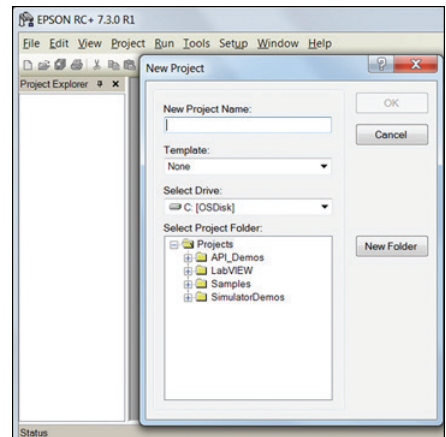 EPSON RC+ 7.3.0 R1
File Edit View Project Run Tools Setup Window Help
Project Explorer
New Project
New Project Name:
OK
Cancel
Template:
None
Select Drive:
C: [OSDisk]
Select Project Folder:
New Folder
Projects
API_Demos
LabVIEW
Samples
SimulatorDemos
Status